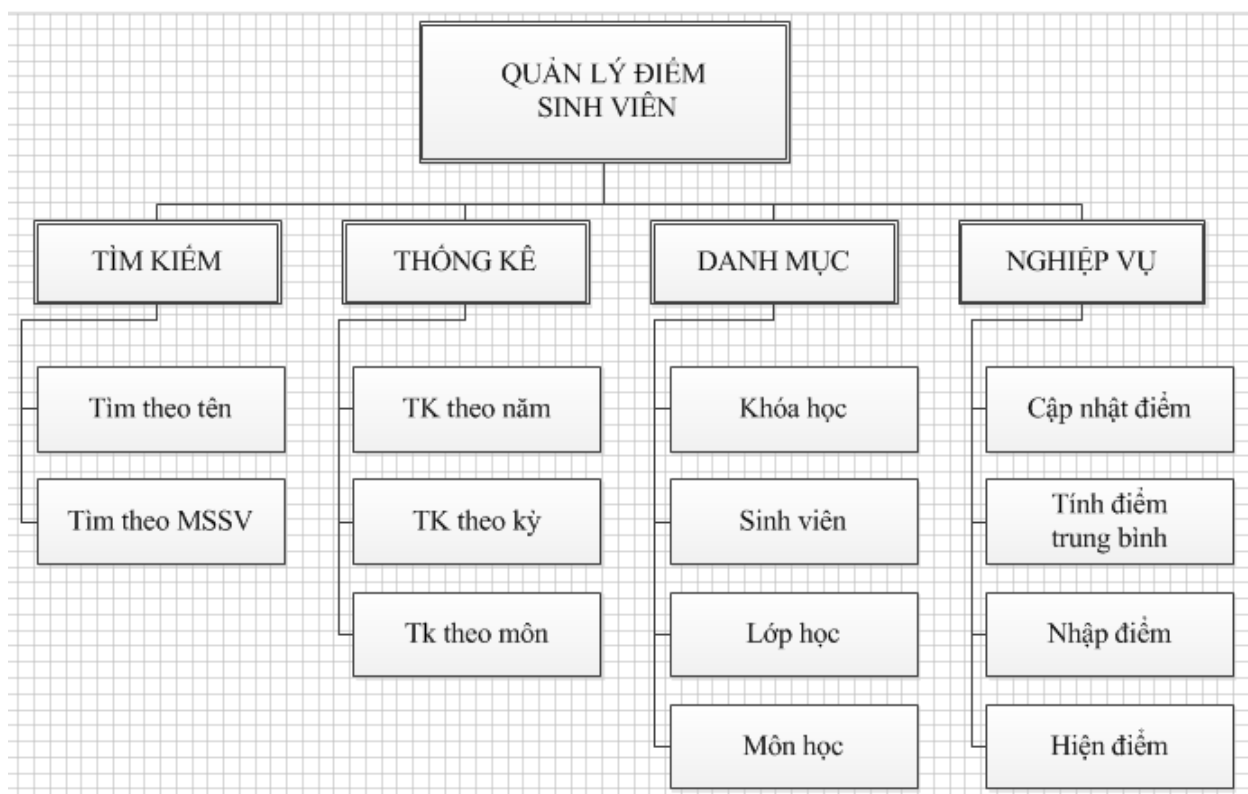 QUẢN LÝ ĐIỂM
SINH VIÊN
TÌM KIẾM
THỐNG KÊ
DANH MỤC
NGHIỆP VỤ
Tìm theo tên
TK theo năm
Khóa học
Cập nhật điểm
Tìm theo MSSV
TK theo kỳ
Sinh viên
Tính điểm
trung bình
Tk theo môn
Lớp học
Nhập điểm
Môn học
Hiện điểm